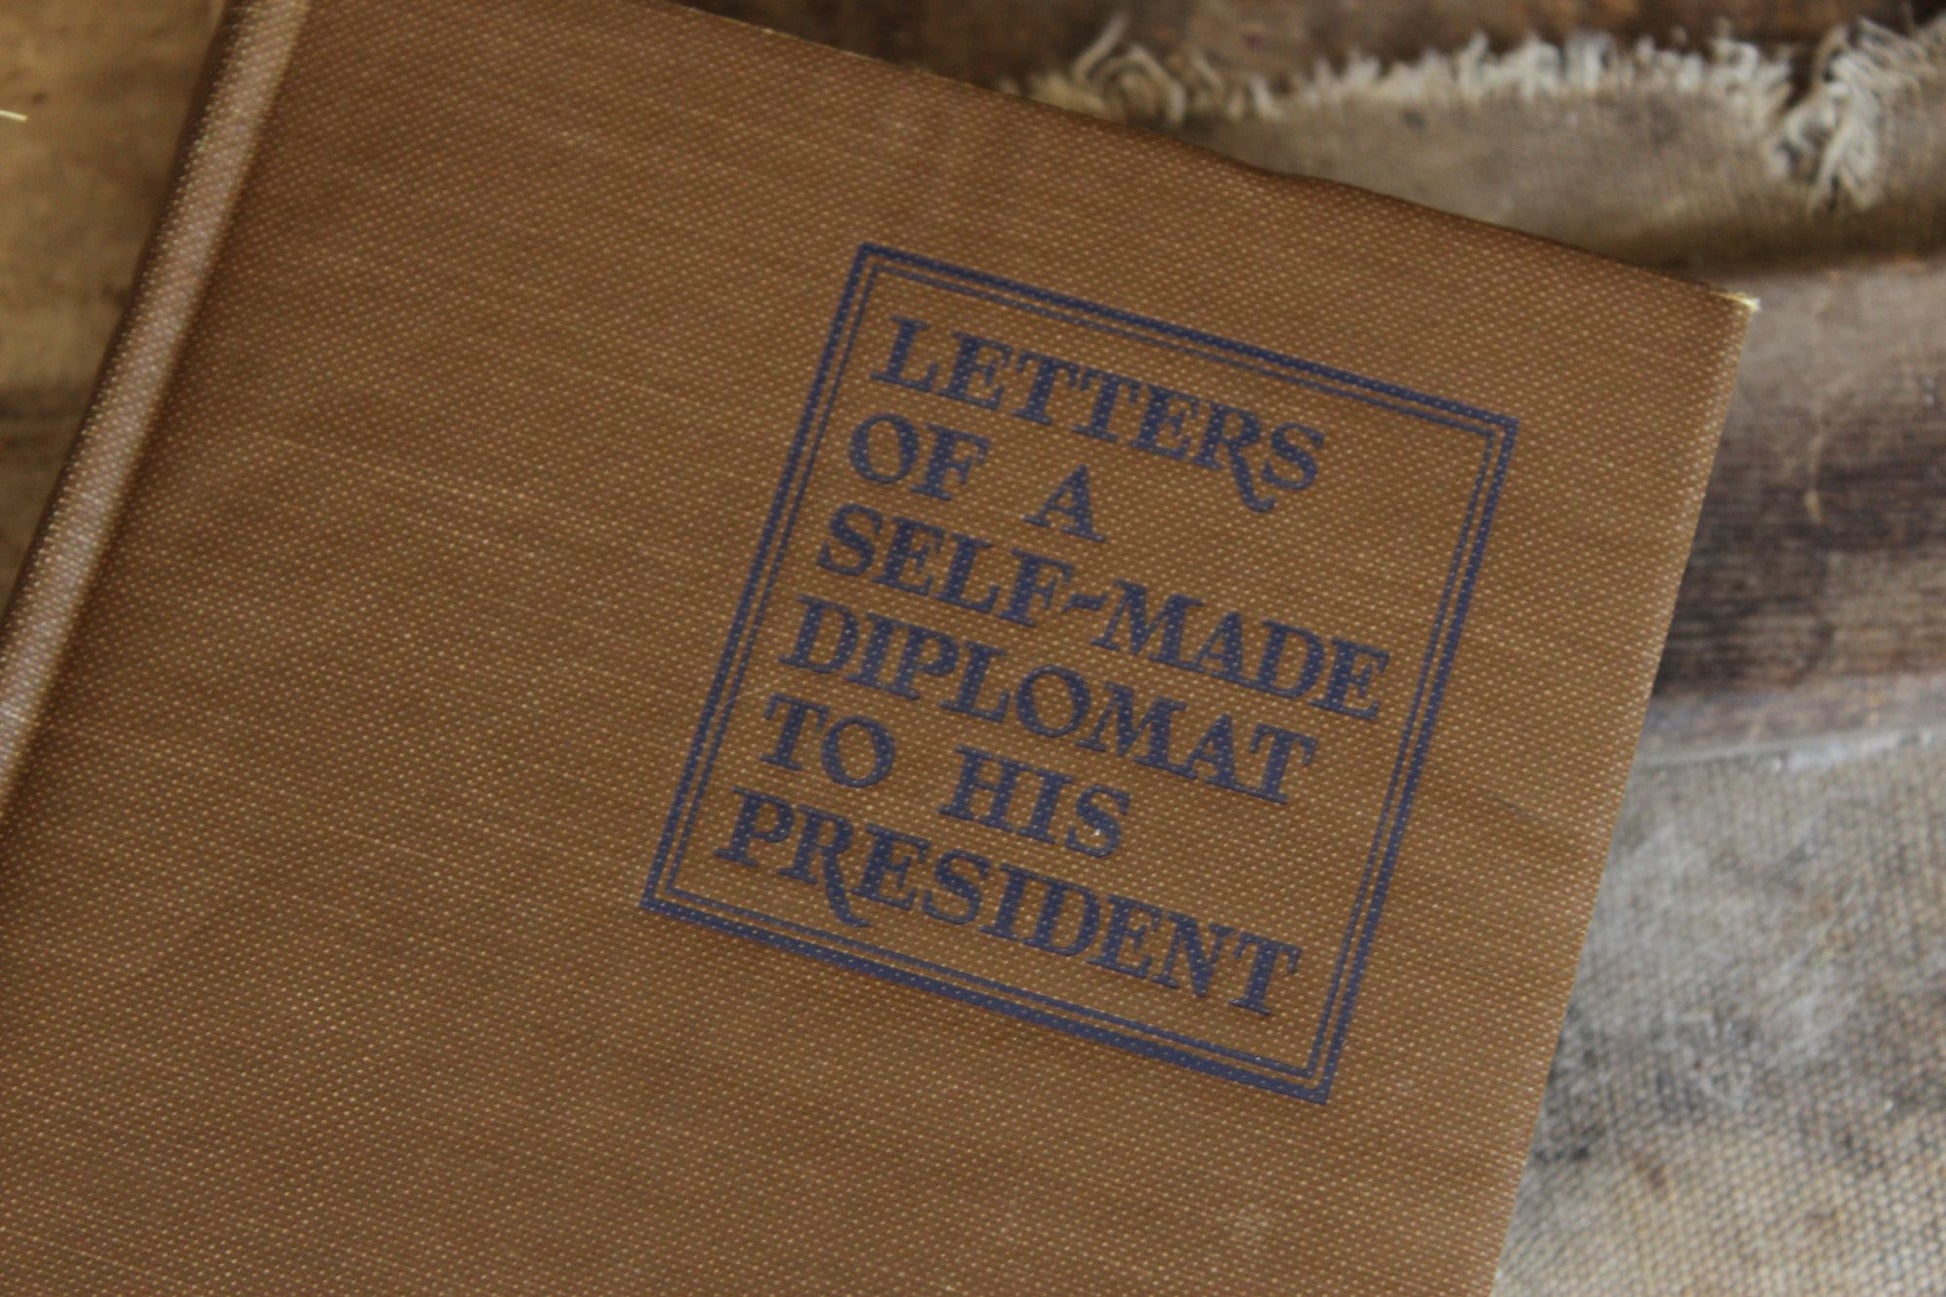 LETTERS
OF A
SELF-MADE
DIPLOMAT
TO HIS
PRESIDENT